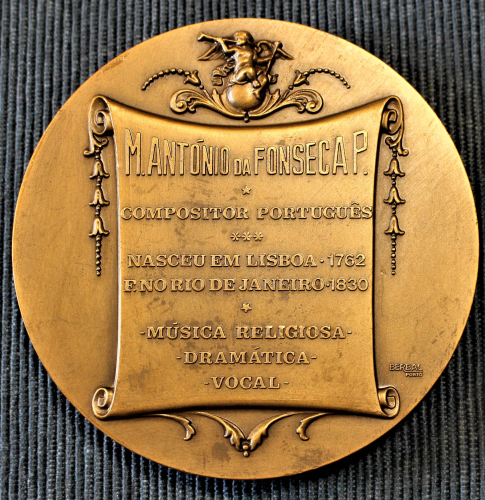 M. ANTÓNIO DA FONSECA P.
*
COMPOSITOR PORTUGUÊS
***
NASCEU EM LISBOA · 1762
F. NO RIO DE JANEIRO · 1830
*
- MÚSICA RELIGIOSA -
- DRAMÁTICA -
- VOCAL -
BERBAL
PORTO